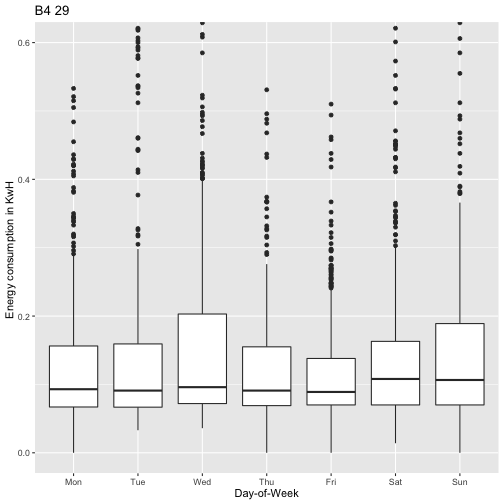 B4 29
Energy consumption in KwH
0.6
0.4
0.2
0.0
Mon Tue Wed Thu Fri Sat Sun
Day-of-Week